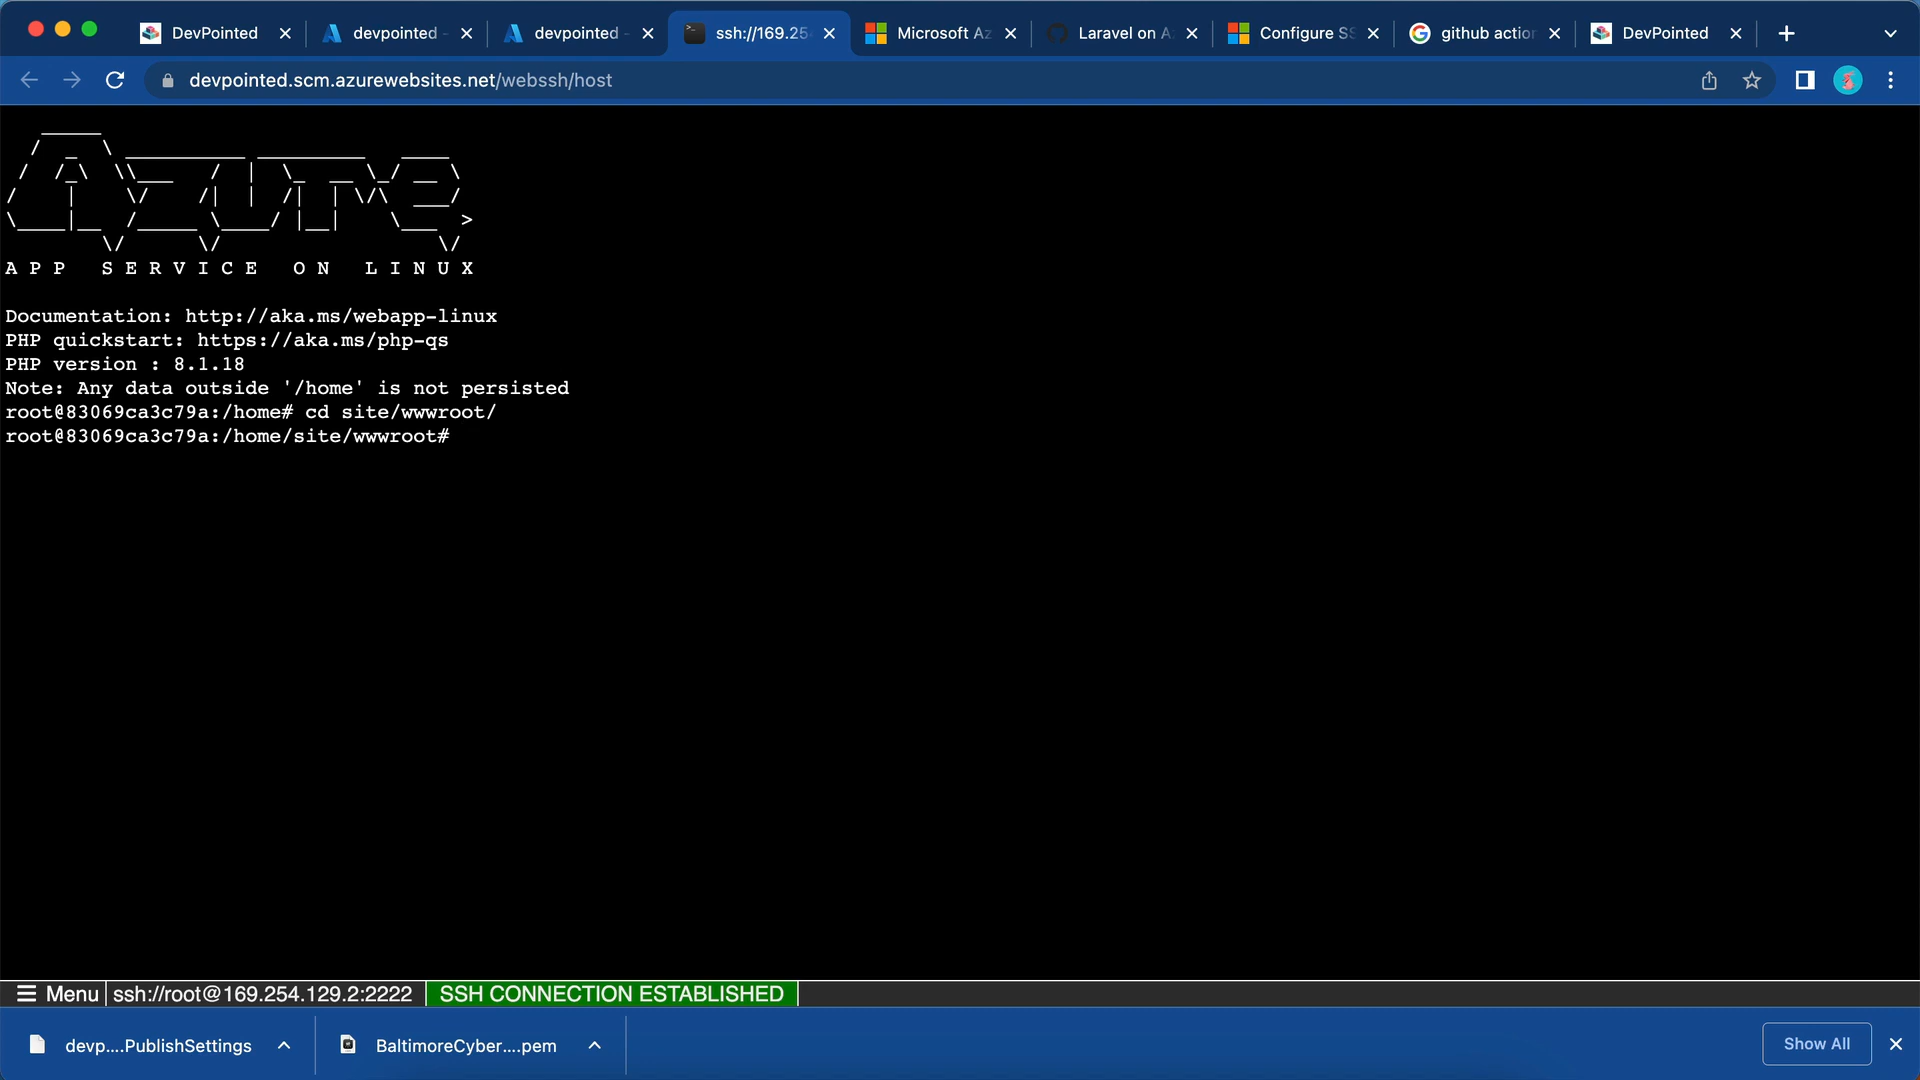 DevPointed
devpointed -
devpointed -
ssh://169.25
Microsoft Az
Laravel on A
Configure SS
github action
DevPointed
devpointed.scm.azurewebsites.net/webssh/host
A P P   S E R V I C E   O N   L I N U X
Documentation: http://aka.ms/webapp-linux
PHP quickstart: https://aka.ms/php-qs
PHP version : 8.1.18
Note: Any data outside '/home' is not persisted
root@83069ca3c79a:/home# cd site/wwwroot/
root@83069ca3c79a:/home/site/wwwroot#
Menu ssh://root@169.254.129.2:2222 SSH CONNECTION ESTABLISHED
devp....PublishSettings
BaltimoreCyber....pem
Show All